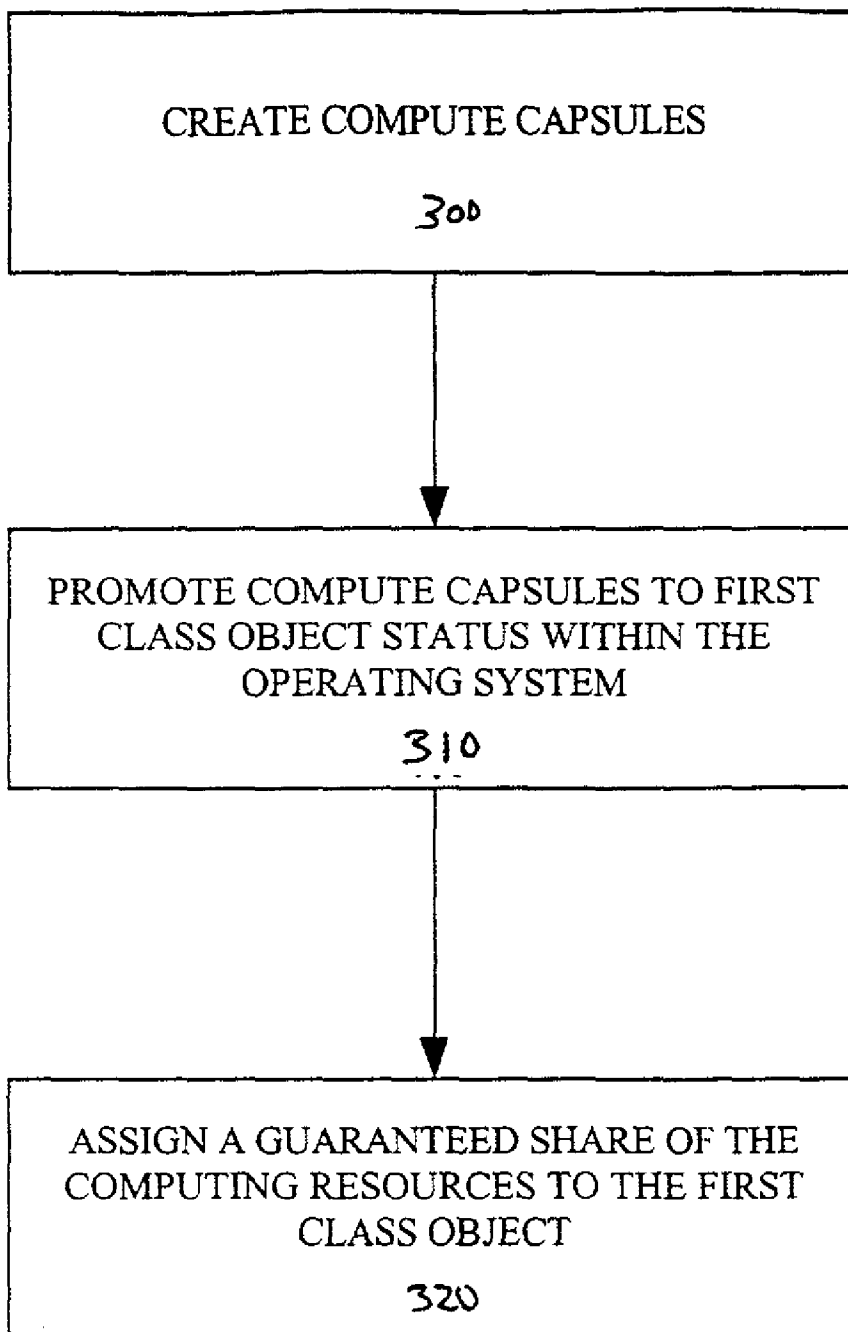 CREATE COMPUTE CAPSULES
300
PROMOTE COMPUTE CAPSULES TO FIRST
CLASS OBJECT STATUS WITHIN THE
OPERATING SYSTEM
310
ASSIGN A GUARANTEED SHARE OF THE
COMPUTING RESOURCES TO THE FIRST
CLASS OBJECT
320